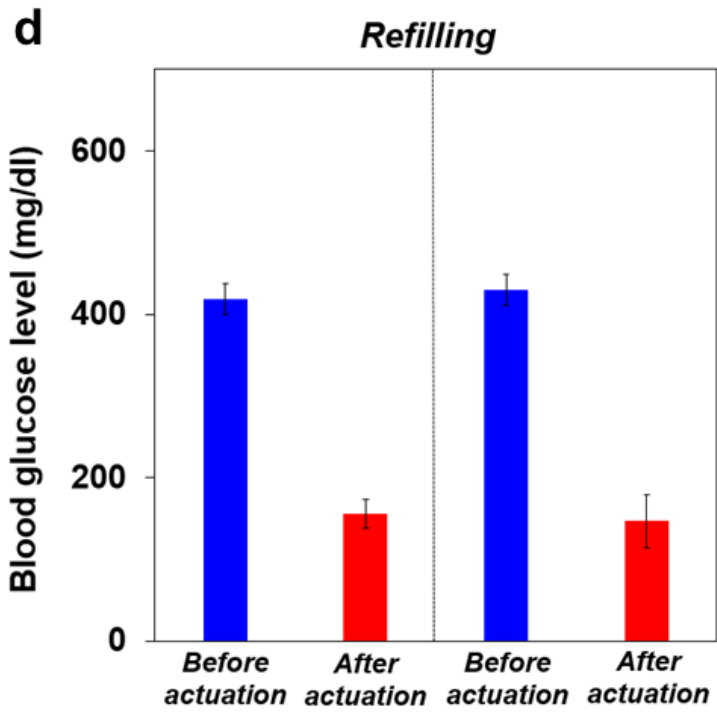 d
Refilling
Blood glucose level (mg/dl)
600
400
200
0
Before
actuation
After
actuation
Before
actuation
After
actuation